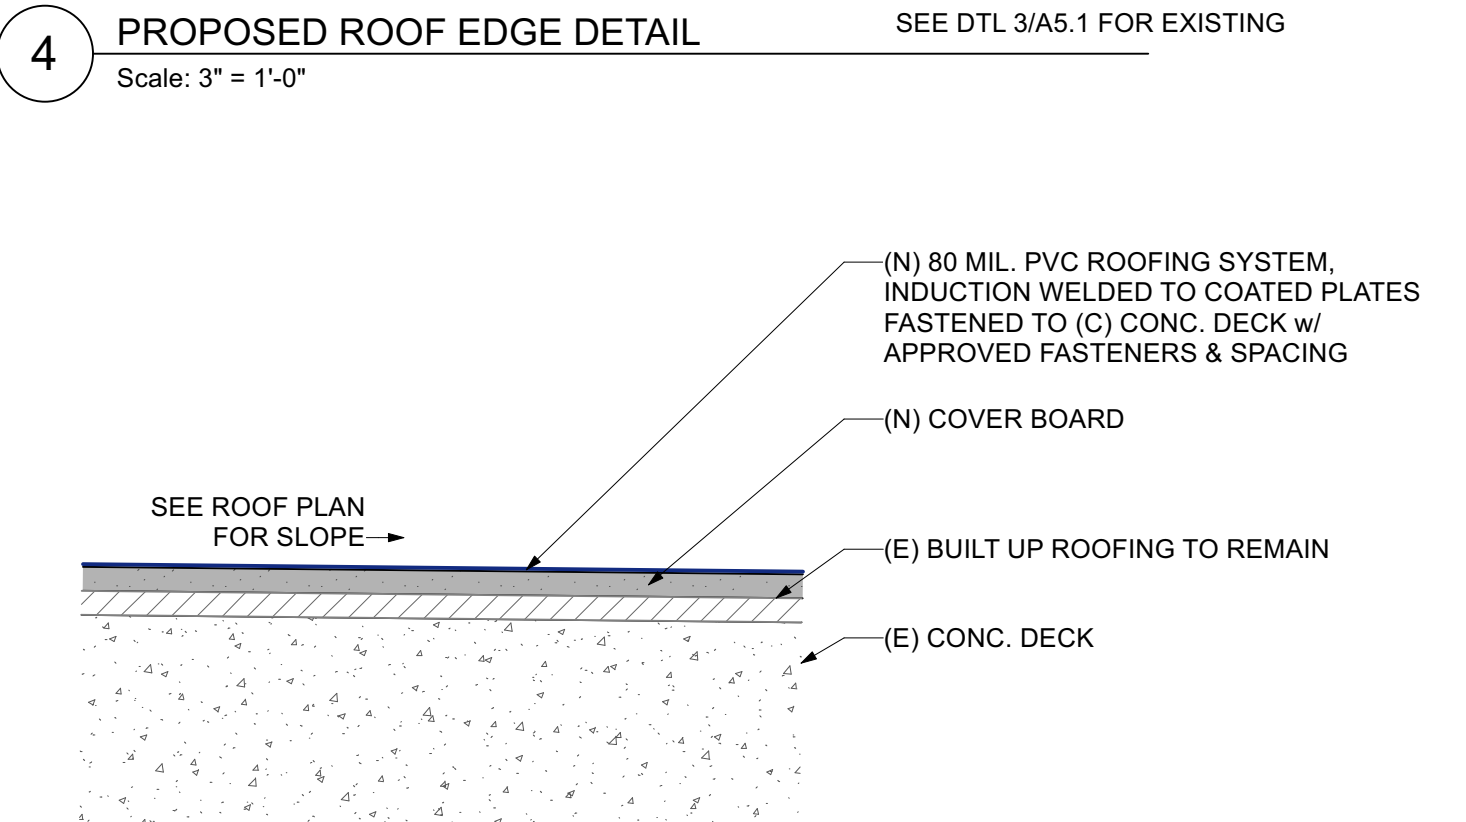 4
PROPOSED ROOF EDGE DETAIL
SEE DTL 3/A5.1 FOR EXISTING
Scale: 3" = 1'-0"
(N) 80 MIL. PVC ROOFING SYSTEM,
INDUCTION WELDED TO COATED PLATES
FASTENED TO (C) CONC. DECK w/
APPROVED FASTENERS & SPACING
(N) COVER BOARD
SEE ROOF PLAN
FOR SLOPE
(E) BUILT UP ROOFING TO REMAIN
(E) CONC. DECK